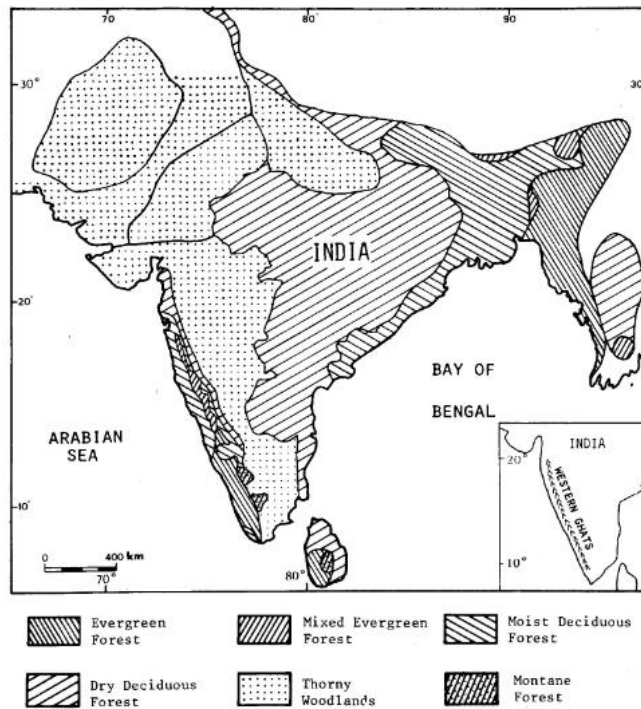 70° 80° 90
30° 30
INDIA
20°
BAY OF
BENGAL
ARABIAN
SEA
INDIA
20°
WESTERN GHATS
10°
10°
0 400 km
70°
80°
Evergreen
Forest
Mixed Evergreen
Forest
Moist Deciduous
Forest
Dry Deciduous
Forest
Thorny
Woodlands
Montane
Forest